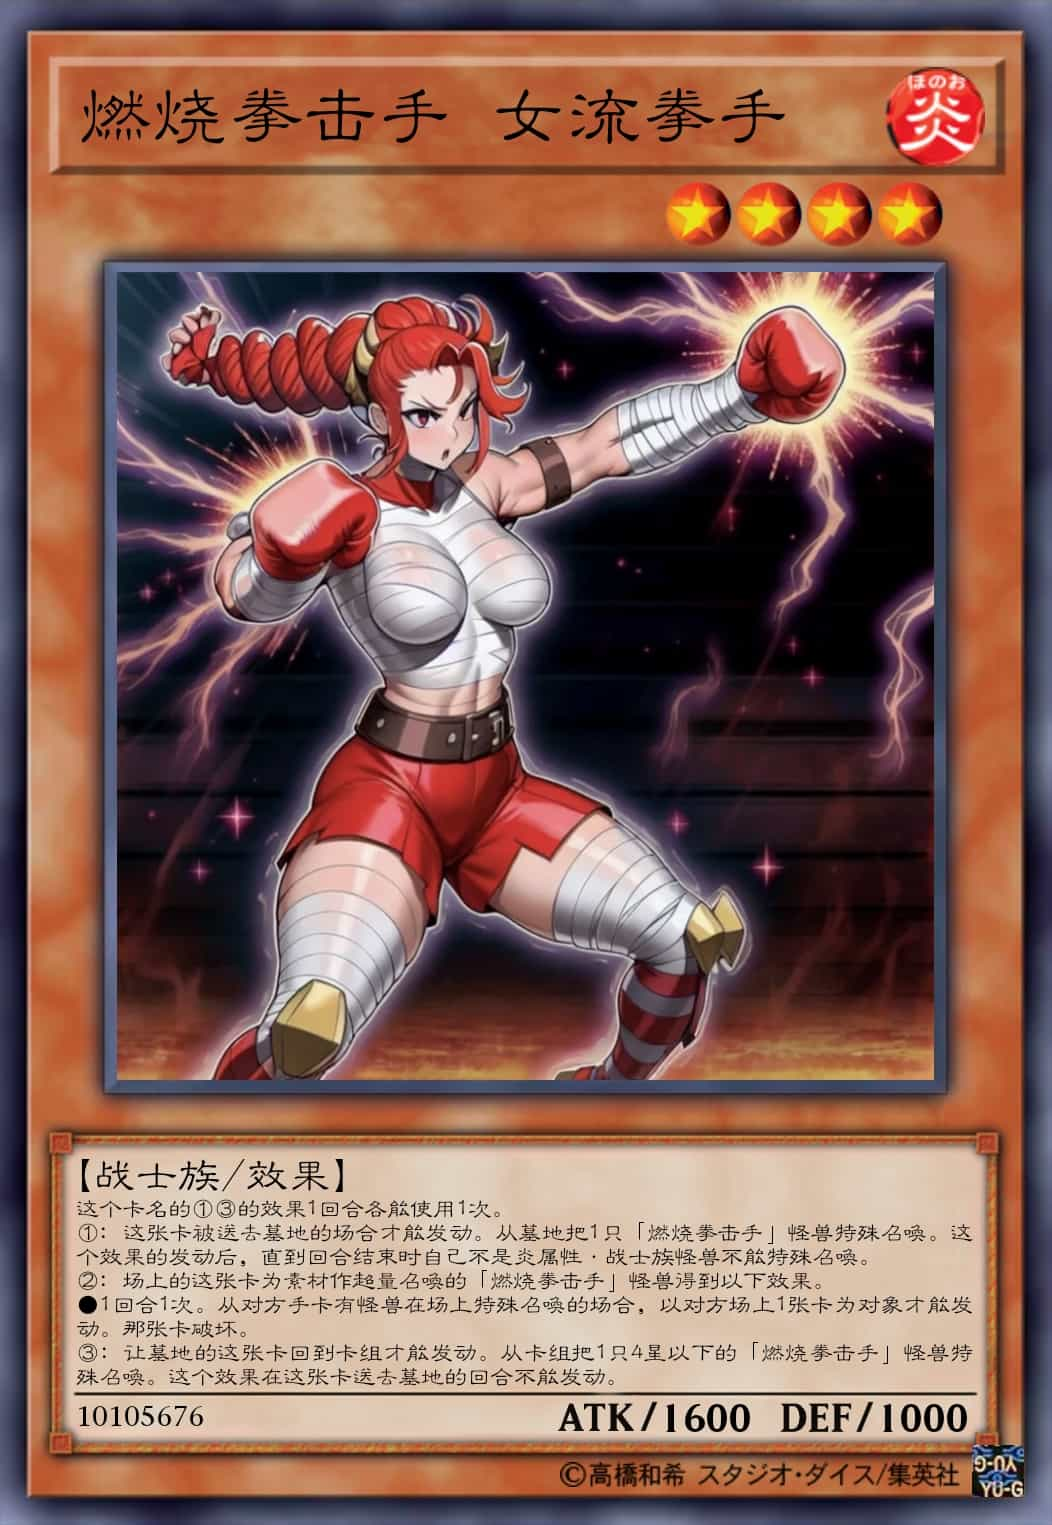 燃烧拳击手 女流拳手
ほのお
炎
【战士族/效果】
这个卡名的①③的效果1回合各能使用1次。
①：这张卡被送去墓地的场合才能发动。从墓地把1只「燃烧拳击手」怪兽特殊召唤。这
个效果的发动后，直到回合结束时自己不是炎属性·战士族怪兽不能特殊召唤。
②：场上的这张卡为素材作超量召唤的「燃烧拳击手」怪兽得到以下效果。
●1回合1次。从对方手卡有怪兽在场上特殊召唤的场合，以对方场上1张卡为对象才能发
动。那张卡破坏。
③：让墓地的这张卡回到卡组才能发动。从卡组把1只4星以下的「燃烧拳击手」怪兽特
殊召唤。这个效果在这张卡送去墓地的回合不能发动。
10105676 ATK/1600 DEF/1000
©高橋和希 スタジオ·ダイス/集英社
YU-G
YU-G